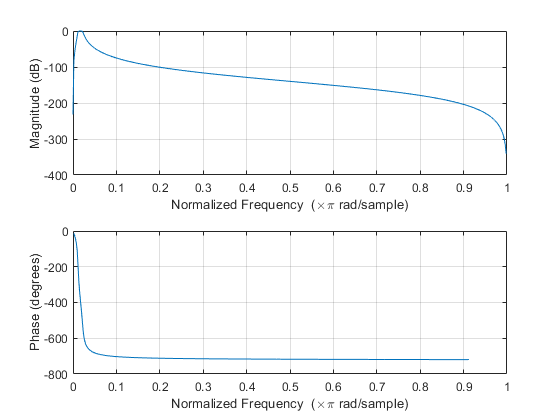 0
-100
-200
-300
-400
Magnitude (dB)
0 0.1 0.2 0.3 0.4 0.5 0.6 0.7 0.8 0.9 1
Normalized Frequency (×π rad/sample)
0
-200
-400
-600
-800
Phase (degrees)
0 0.1 0.2 0.3 0.4 0.5 0.6 0.7 0.8 0.9 1
Normalized Frequency (×π rad/sample)